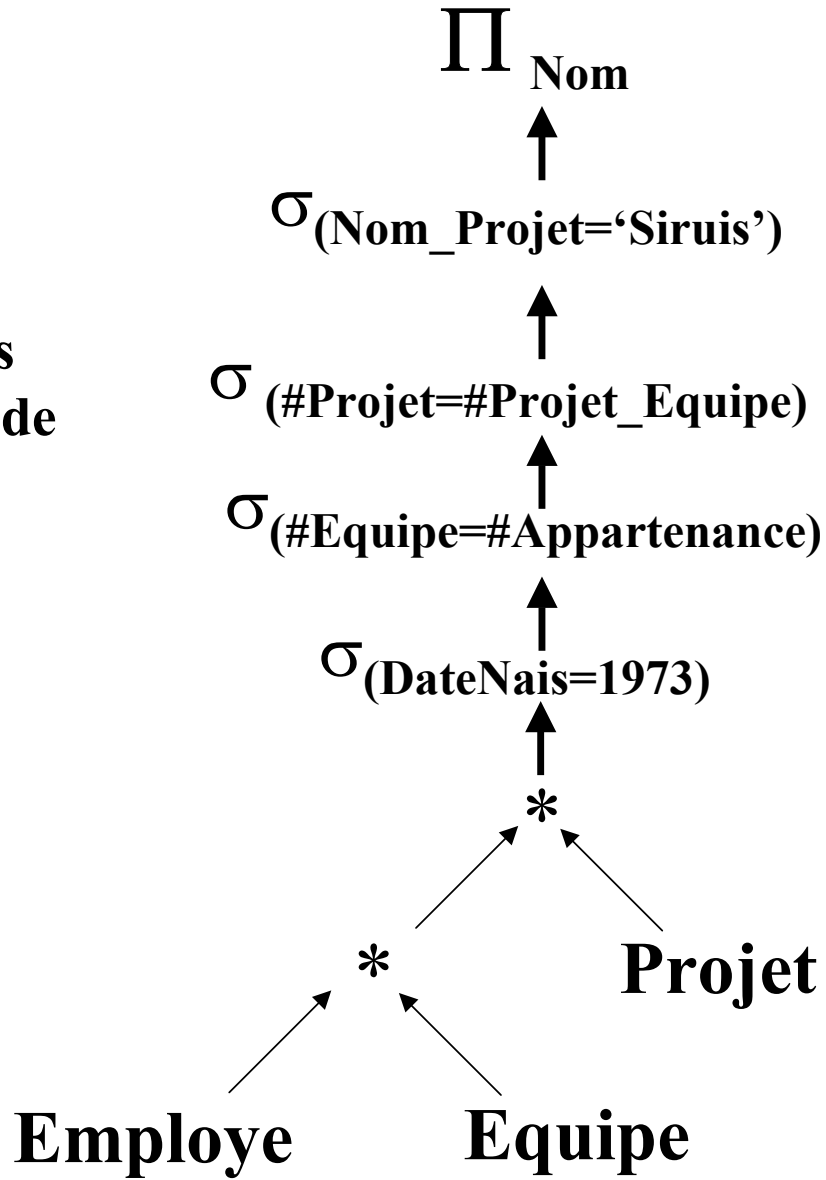 Π Nom
σ(Nom_Projet=‘Siruis’)
s
de
σ (#Projet=#Projet_Equipe)
σ(#Equipe=#Appartenance)
σ(DateNais=1973)
*
*
Projet
Employe
Equipe